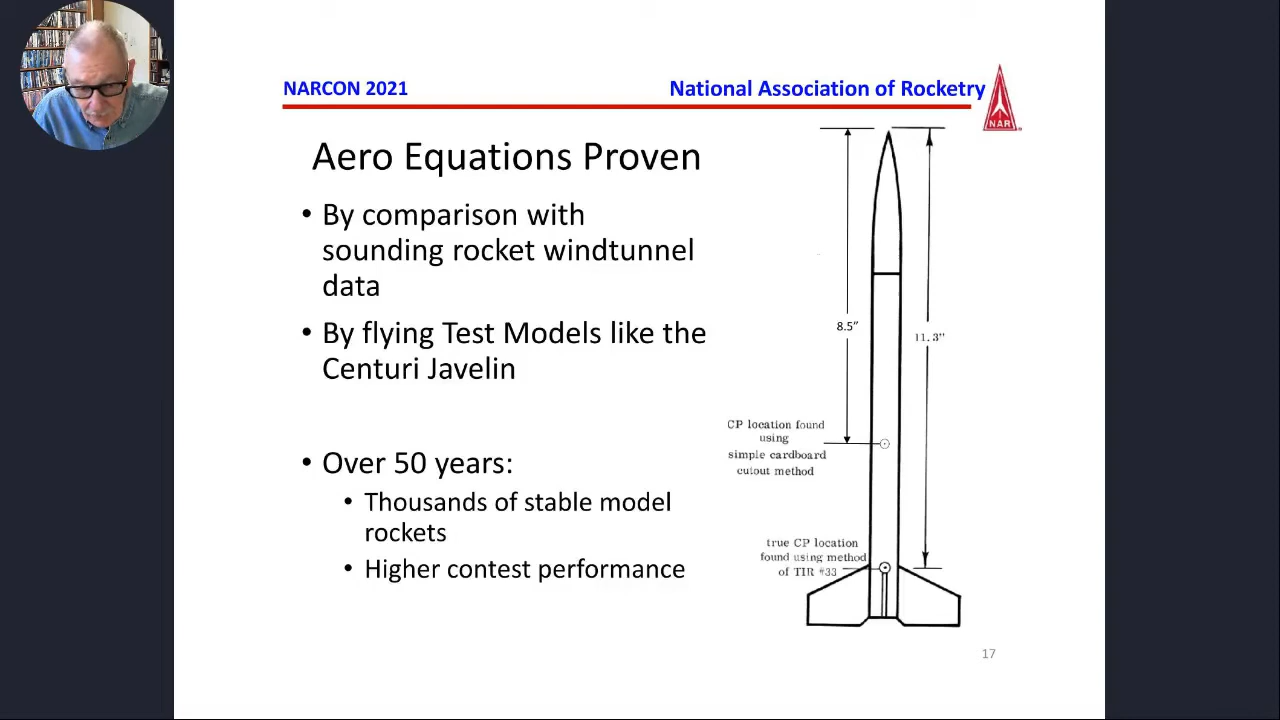 NARCON 2021
National Association of Rocketry
NAR
Aero Equations Proven
• By comparison with
sounding rocket windtunnel
data
• By flying Test Models like the
Centuri Javelin
• Over 50 years:
• Thousands of stable model
rockets
• Higher contest performance
8.5”
11.3"
CP location found
using
simple cardboard
cutout method
true CP location
found using method
of TIR #33
17